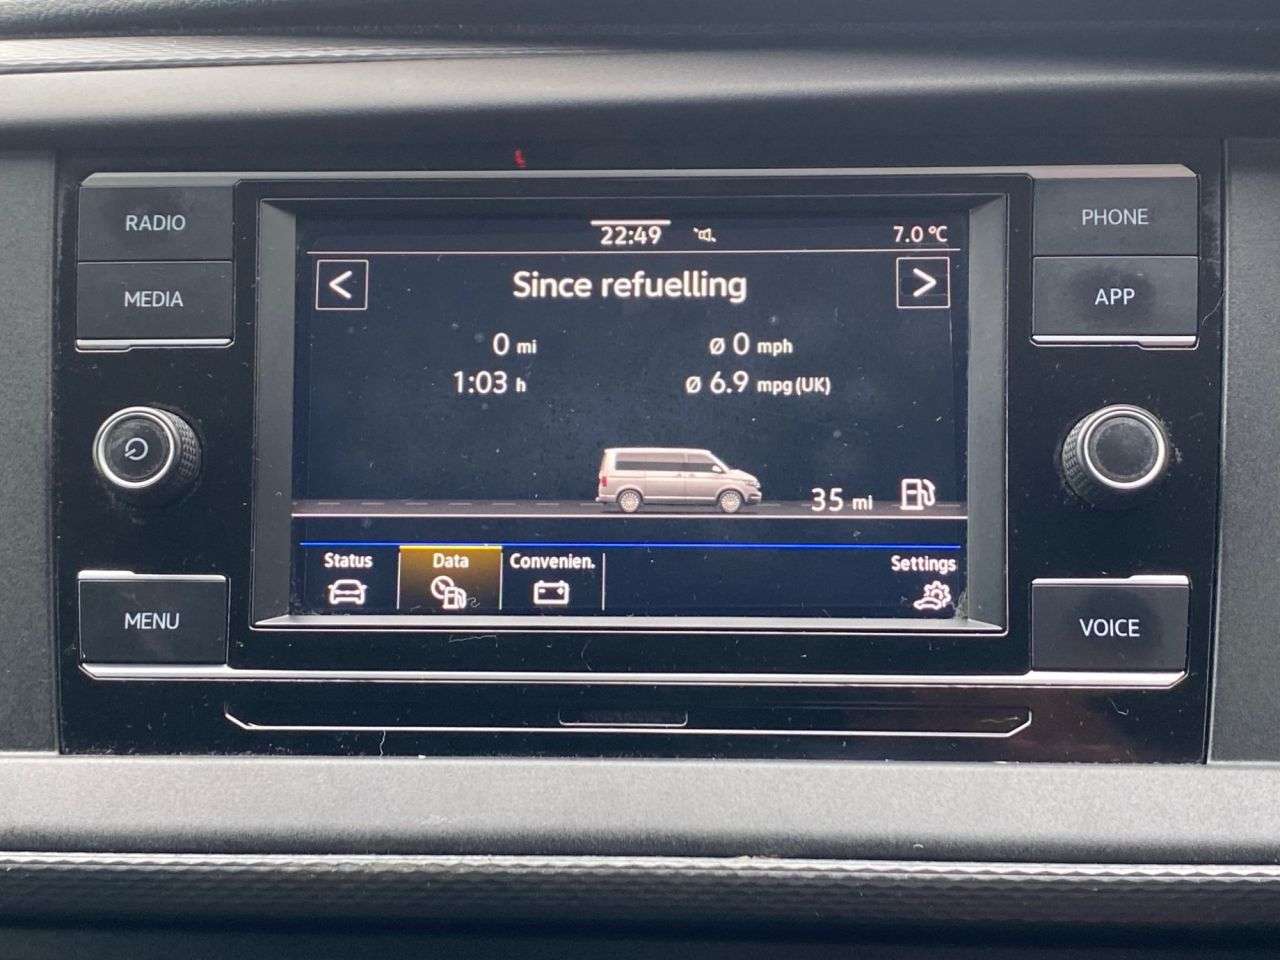 RADIO
MEDIA
MENU
22:49
7.0 °C
<
Since refuelling
>
0 mi
Ø 0 mph
1:03 h
Ø 6.9 mpg (UK)
35 mi
Status
Data
Convenien.
Settings
PHONE
APP
VOICE